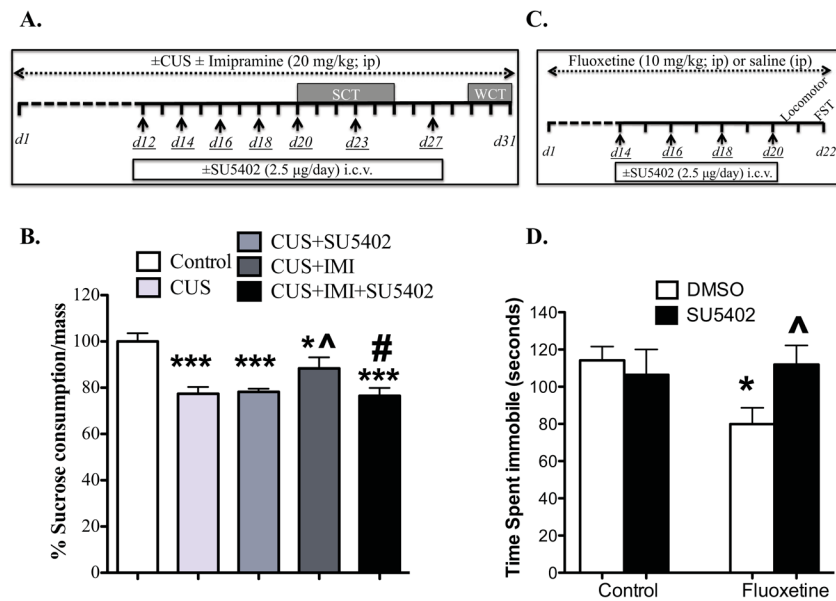 A.
±CUS ± Imipramine (20 mg/kg; ip)
SCT
WCT
d1
d12 d14 d16 d18 d20 d23 d27 d31
±SU5402 (2.5 μg/day) i.c.v.
C.
Fluoxetine (10 mg/kg; ip) or saline (ip)
Locomotor
FST
d1 d14 d16 d18 d20 d22
±SU5402 (2.5 μg/day) i.c.v.
B.
Control
CUS
CUS+SU5402
CUS+IMI
CUS+IMI+SU5402
% Sucrose consumption/mass
120
100
80
60
40
20
0
***
***
*^
#
***
D.
DMSO
SU5402
Time Spent immobile (seconds)
140
120
100
80
60
40
20
0
*
^
Control
Fluoxetine